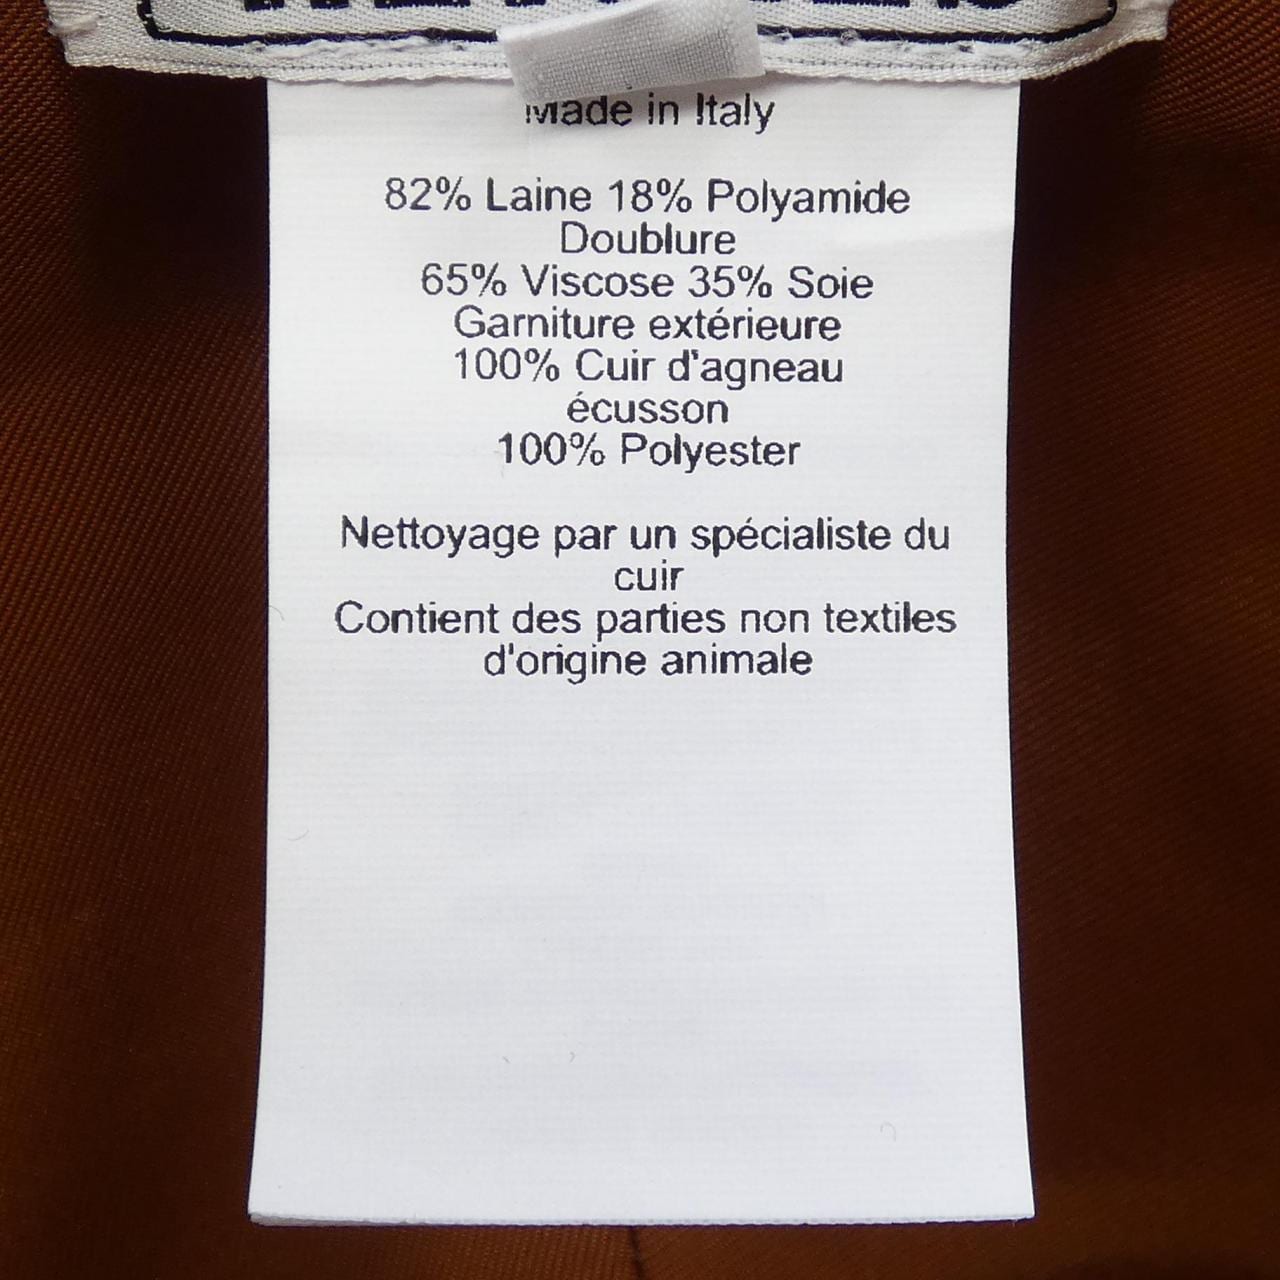 Made in Italy
82% Laine 18% Polyamide
Doublure
65% Viscose 35% Soie
Garniture extérieure
100% Cuir d'agneau
écusson
100% Polyester
Nettoyage par un spécialiste du
cuir
Contient des parties non textiles
d'origine animale